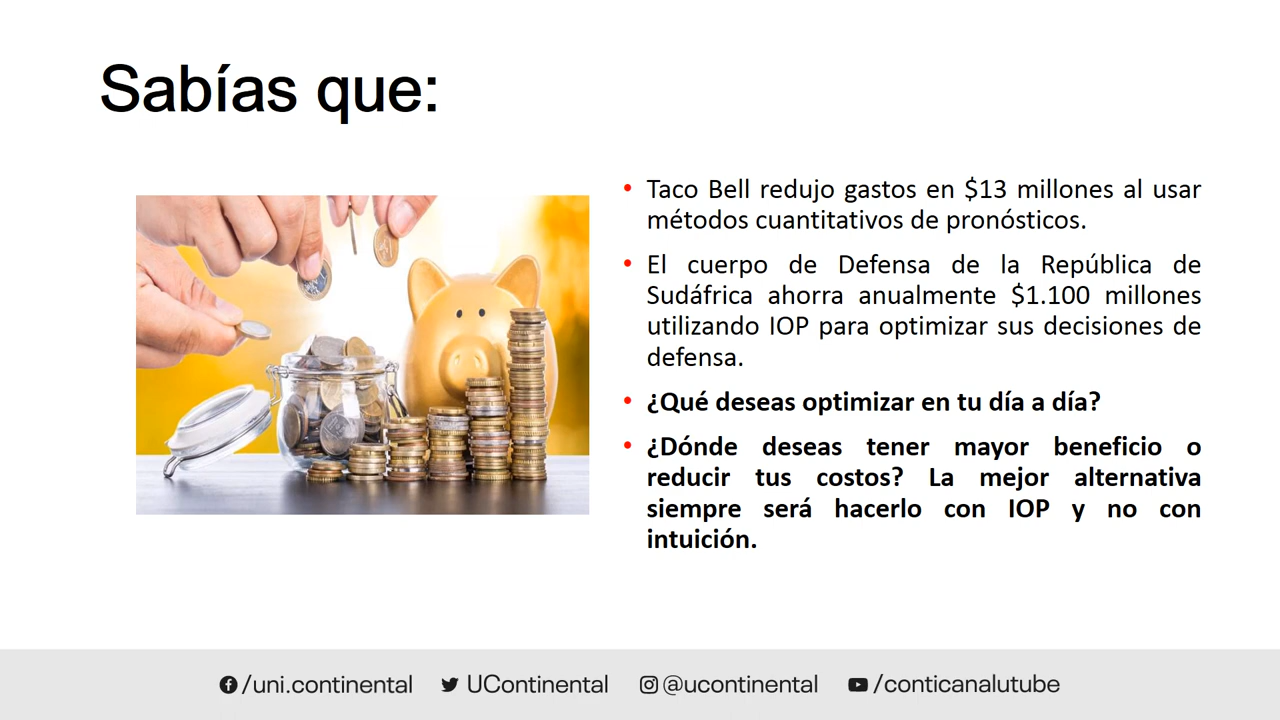 Sabías que:
• Taco Bell redujo gastos en $13 millones al usar
métodos cuantitativos de pronósticos.
• El cuerpo de Defensa de la República de
Sudáfrica ahorra anualmente $1.100 millones
utilizando IOP para optimizar sus decisiones de
defensa.
• ¿Qué deseas optimizar en tu día a día?
• ¿Dónde deseas tener mayor beneficio o
reducir tus costos? La mejor alternativa
siempre será hacerlo con IOP y no con
intuición.
/uni.continental UContinental @ucontinental /conticanalutube